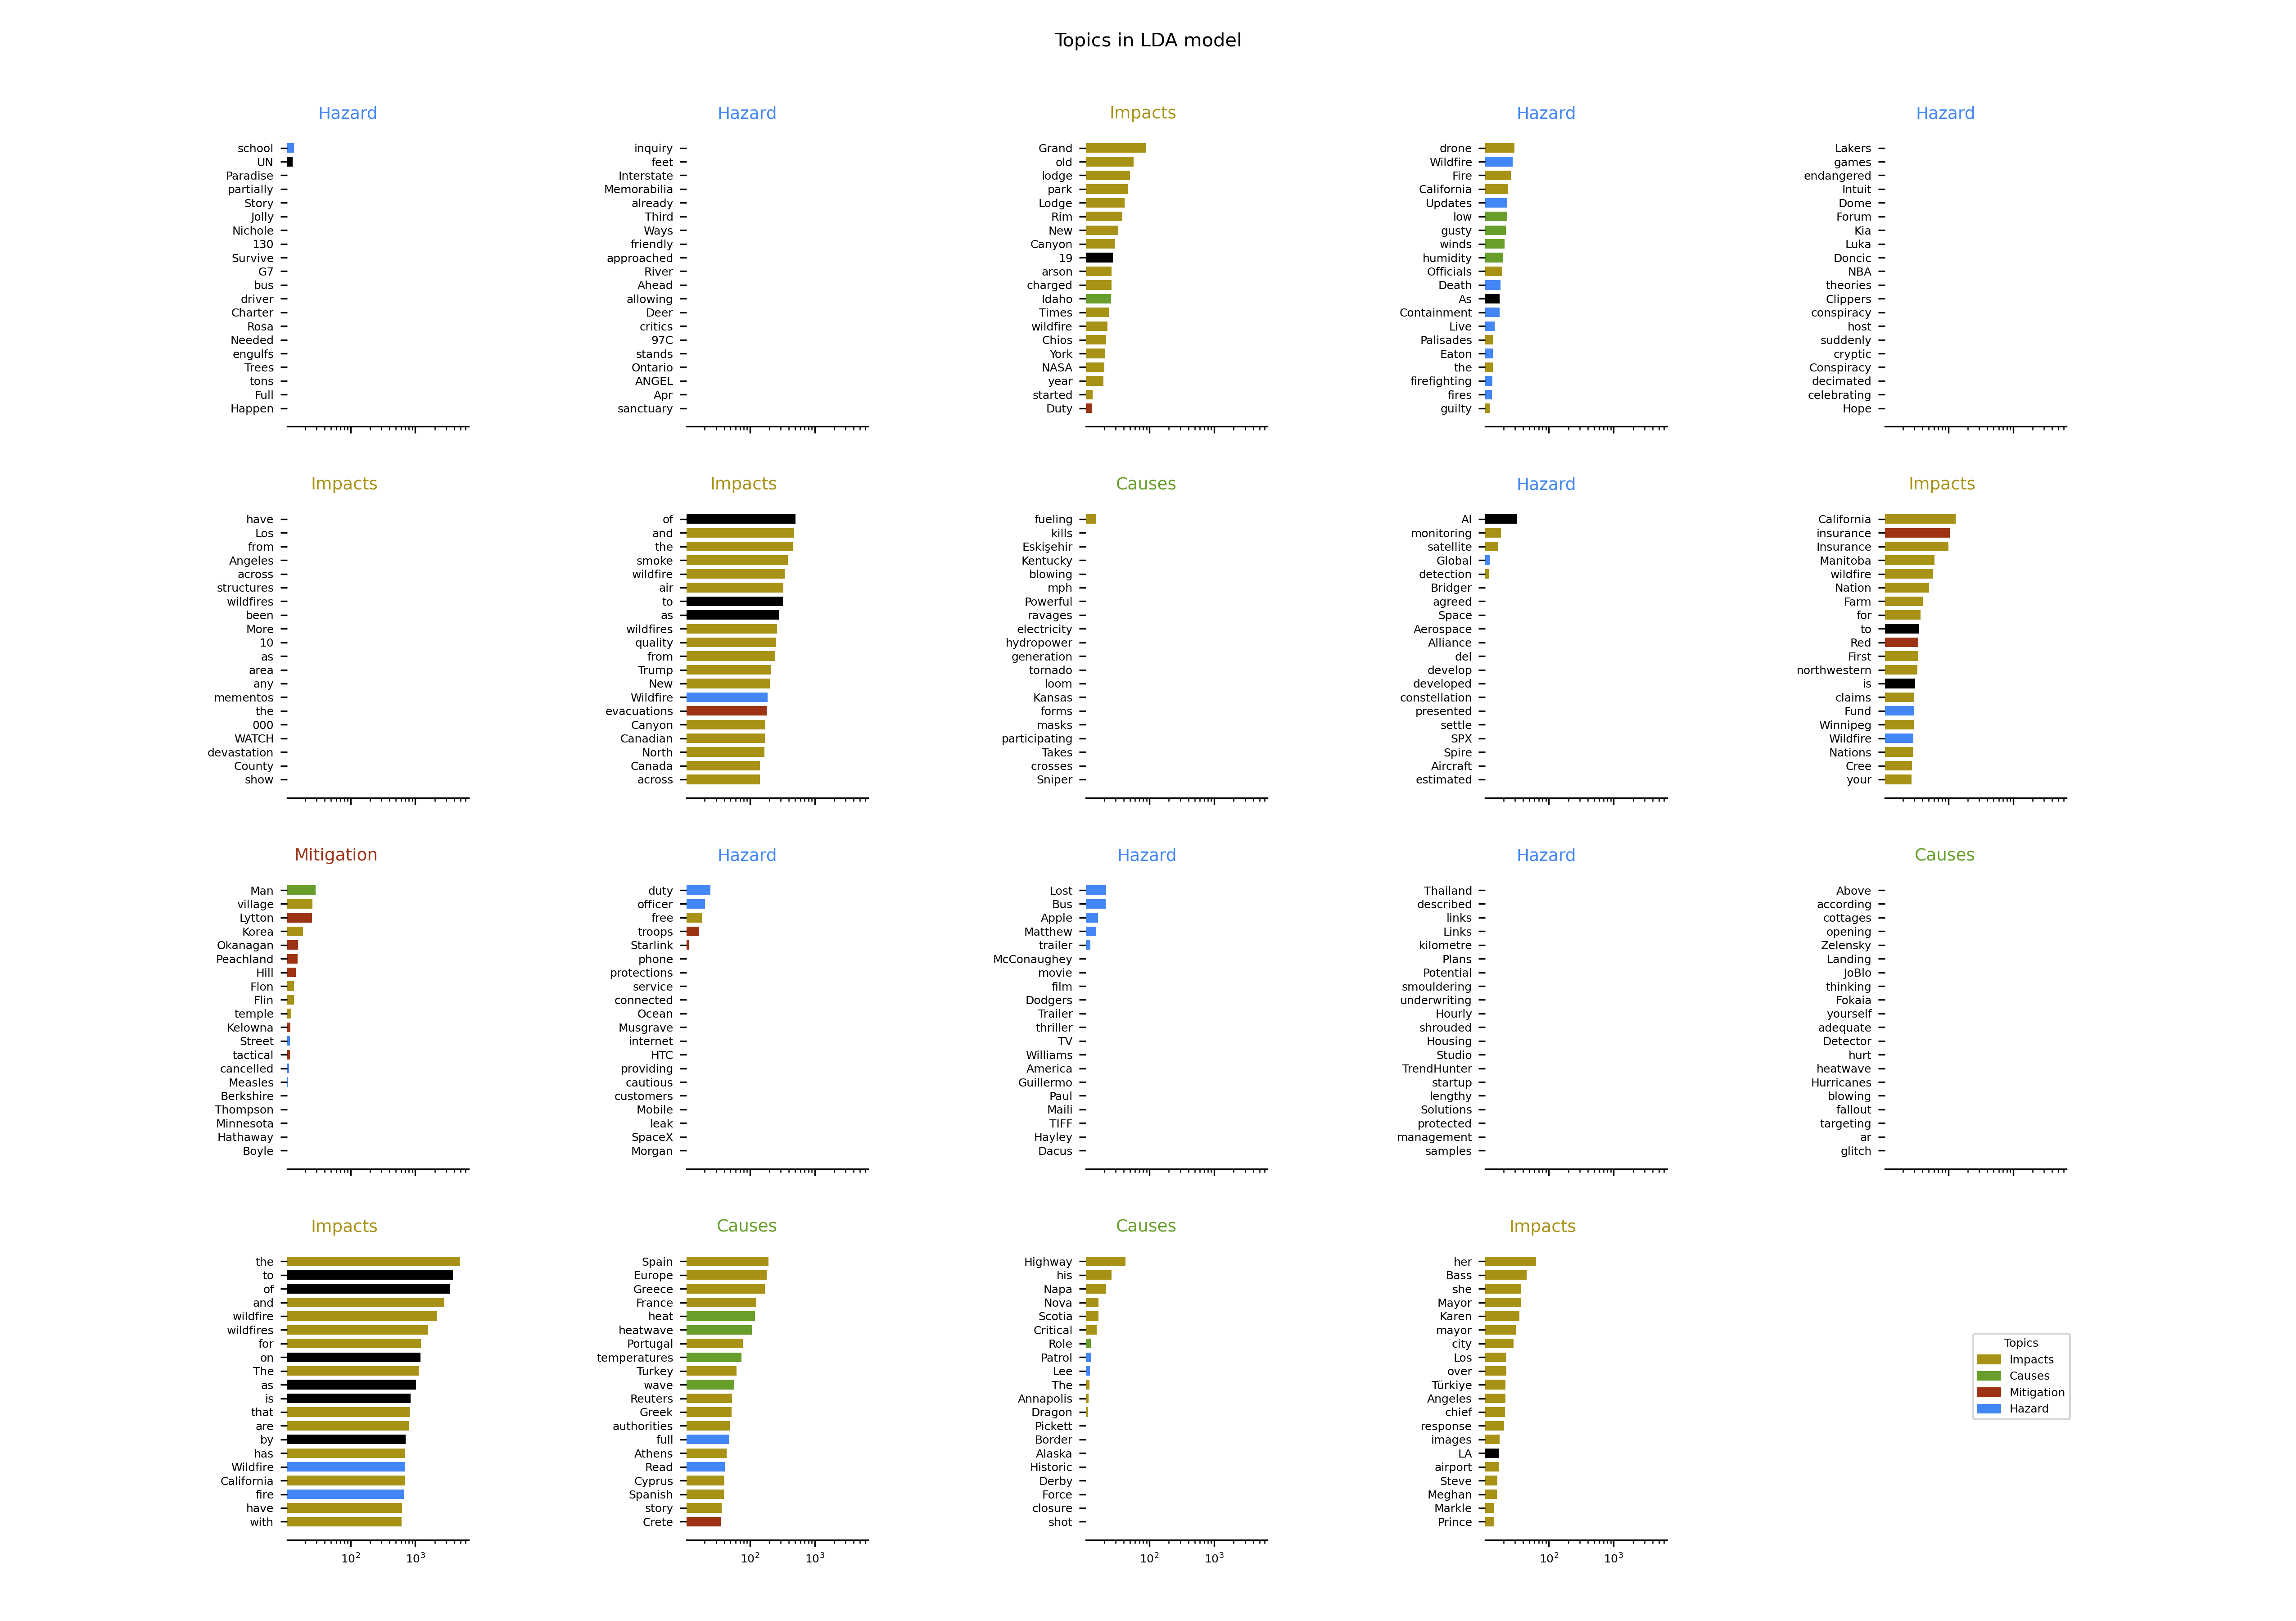 Topics in LDA model
Hazard
school
UN
Paradise
partially
Story
Jolly
Nichole
130
Survive
G7
bus
driver
Charter
Rosa
Needed
engulfs
Trees
tons
Full
Happen
Hazard
inquiry
feet
Interstate
Memorabilia
already
Third
Ways
friendly
approached
River
Ahead
allowing
Deer
critics
97C
stands
Ontario
ANGEL
Apr
sanctuary
Impacts
Grand
old
lodge
park
Lodge
Rim
New
Canyon
19
arson
charged
Idaho
Times
wildfire
Chios
York
NASA
year
started
Duty
Hazard
drone
Wildfire
Fire
California
Updates
low
gusty
winds
humidity
Officials
Death
As
Containment
Live
Palisades
Eaton
the
firefighting
fires
guilty
Hazard
Lakers
games
endangered
Intuit
Dome
Forum
Kia
Luka
Doncic
NBA
theories
Clippers
conspiracy
host
suddenly
cryptic
Conspiracy
decimated
celebrating
Hope
Impacts
have
Los
from
Angeles
across
structures
wildfires
been
More
10
as
area
any
mementos
the
000
WATCH
devastation
County
show
Impacts
of
and
the
smoke
wildfire
air
to
as
wildfires
quality
from
Trump
New
Wildfire
evacuations
Canyon
Canadian
North
Canada
across
Causes
fueling
kills
Eskişehir
Kentucky
blowing
mph
Powerful
ravages
electricity
hydropower
generation
tornado
loom
Kansas
forms
masks
participating
Takes
crosses
Sniper
Hazard
AI
monitoring
satellite
Global
detection
Bridger
agreed
Space
Aerospace
Alliance
del
develop
developed
constellation
presented
settle
SPX
Spire
Aircraft
estimated
Impacts
California
insurance
Insurance
Manitoba
wildfire
Nation
Farm
for
to
Red
First
northwestern
is
claims
Fund
Winnipeg
Wildfire
Nations
Cree
your
Mitigation
Man
village
Lytton
Korea
Okanagan
Peachland
Hill
Flon
Flin
temple
Kelowna
Street
tactical
cancelled
Measles
Berkshire
Thompson
Minnesota
Hathaway
Boyle
Hazard
duty
officer
free
troops
Starlink
phone
protections
service
connected
Ocean
Musgrave
internet
HTC
providing
cautious
customers
Mobile
leak
SpaceX
Morgan
Hazard
Lost
Bus
Apple
Matthew
trailer
McConaughey
movie
film
Dodgers
Trailer
thriller
TV
Williams
America
Guillermo
Paul
Maili
TIFF
Hayley
Dacus
Hazard
Thailand
described
links
Links
kilometre
Plans
Potential
smouldering
underwriting
Hourly
shrouded
Housing
Studio
TrendHunter
startup
lengthy
Solutions
protected
management
samples
Causes
Above
according
cottages
opening
Zelensky
Landing
JoBlo
thinking
Fokaia
yourself
adequate
Detector
hurt
heatwave
Hurricanes
blowing
fallout
targeting
ar
glitch
Impacts
the
to
of
and
wildfire
wildfires
for
on
The
as
is
that
are
by
has
Wildfire
California
fire
have
with
10² 10³
Causes
Spain
Europe
Greece
France
heat
heatwave
Portugal
temperatures
Turkey
wave
Reuters
Greek
authorities
full
Athens
Read
Cyprus
Spanish
story
Crete
10² 10³
Causes
Highway
his
Napa
Nova
Scotia
Critical
Role
Patrol
Lee
The
Annapolis
Dragon
Pickett
Border
Alaska
Historic
Derby
Force
closure
shot
10² 10³
Impacts
her
Bass
she
Mayor
Karen
mayor
city
Los
over
Türkiye
Angeles
chief
response
images
LA
airport
Steve
Meghan
Markle
Prince
10² 10³
Topics
Impacts
Causes
Mitigation
Hazard